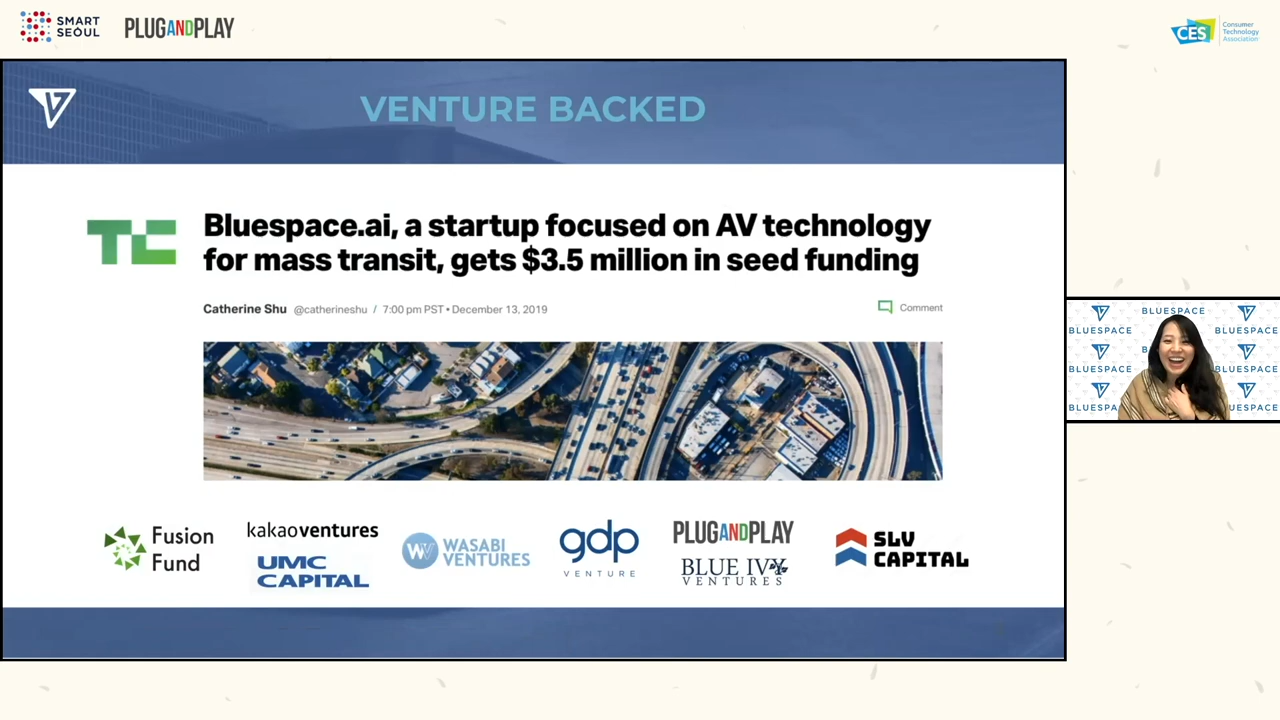 SMART
SEOUL
PLUGANDPLAY
CES
Consumer
Technology
Association
VENTURE BACKED
TC
Bluespace.ai, a startup focused on AV technology
for mass transit, gets $3.5 million in seed funding
Catherine Shu @catherineshu / 7:00 pm PST • December 13, 2019
Comment
Fusion
Fund
kakaoventures
UMC
CAPITAL
WV
WASABI
VENTURES
gdp
VENTURE
PLUGANDPLAY
BLUE IVY
VENTURES
SLV
CAPITAL
BLUESPACE
BLUESPACE
BLUESPACE
B
BLUESPACE
BLUESPACE
BLUESPA
UESPACE